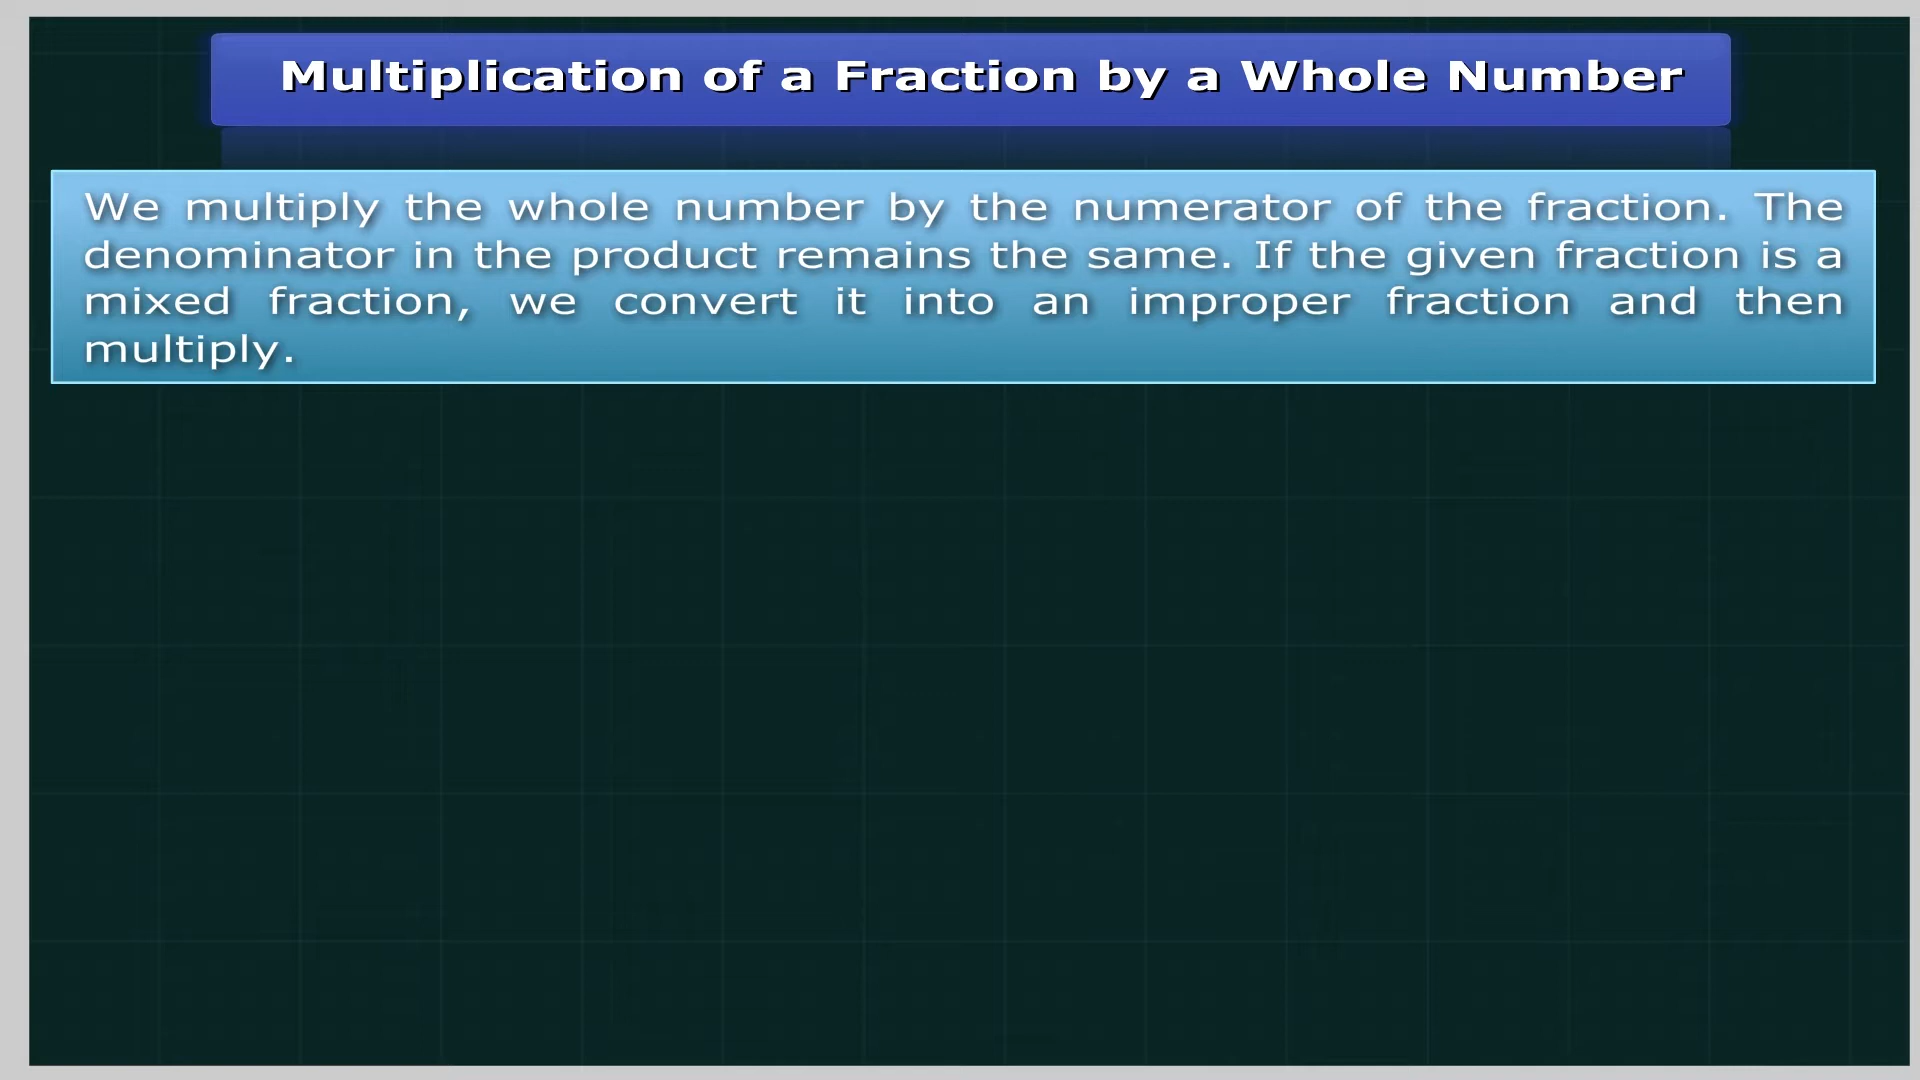 Multiplication of a Fraction by a Whole Number
We multiply the whole number by the numerator of the fraction. The
denominator in the product remains the same. If the given fraction is a
mixed fraction, we convert it into an improper fraction and then
multiply.